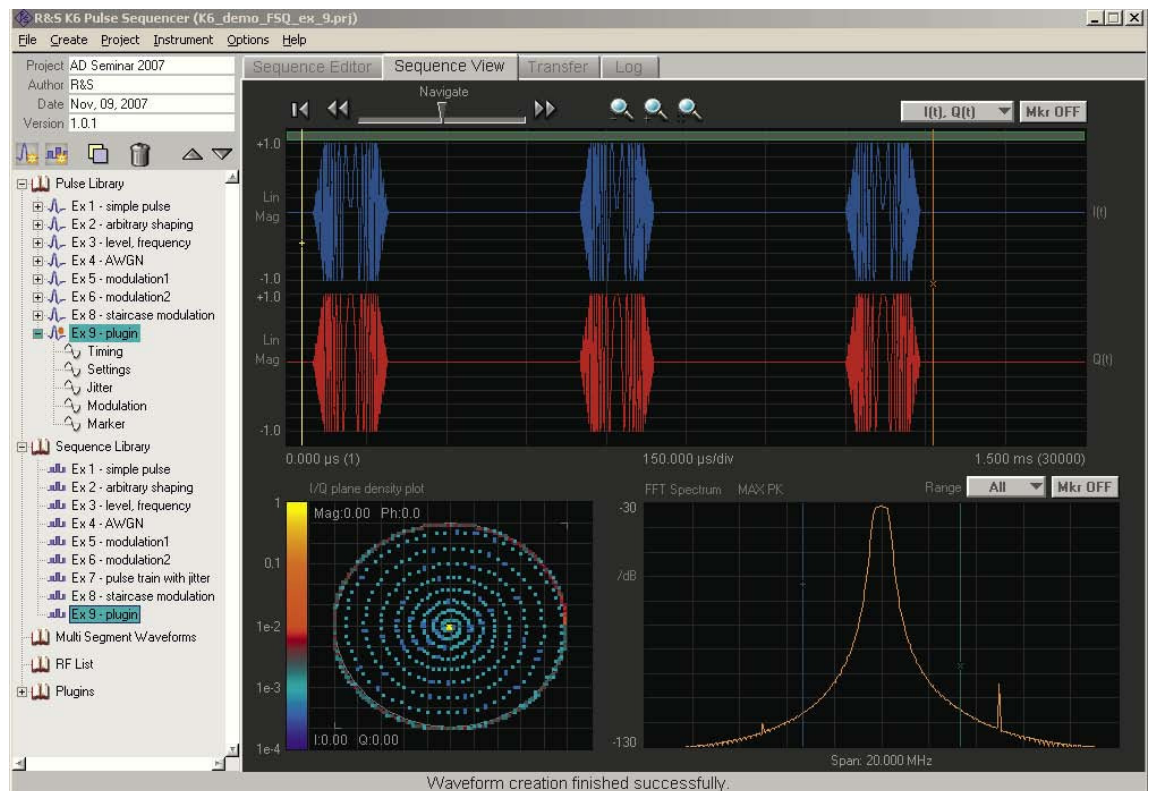 R&S K6 Pulse Sequencer (K6_demo_FSQ_ex_9.prj)
File Create Project Instrument Options Help
Project AD Seminar 2007
Author R&S
Date Nov, 09, 2007
Version 1.0.1
Pulse Library
Ex 1 - simple pulse
Ex 2 - arbitrary shaping
Ex 3 - level, frequency
Ex 4 - AWGN
Ex 5 - modulation1
Ex 6 - modulation2
Ex 8 - staircase modulation
Ex 9 - plugin
Timing
Settings
Jitter
Modulation
Marker
Sequence Library
Ex 1 - simple pulse
Ex 2 - arbitrary shaping
Ex 3 - level, frequency
Ex 4 - AWGN
Ex 5 - modulation1
Ex 6 - modulation2
Ex 7 - pulse train with jitter
Ex 8 - staircase modulation
Ex 9 - plugin
Multi Segment Waveforms
RF List
Plugins
Sequence Editor Sequence View Transfer Log
Navigate
I(t), Q(t) Mkr OFF
+1.0
Lin
Mag
I(t)
-1.0
+1.0
Lin
Mag
Q(t)
-1.0
0.000 µs (1) 150.000 µs/div 1.500 ms (30000)
I/Q plane density plot
1
0.1
1e-2
1e-3
1e-4
Mag:0.00 Ph:0.0
I:0.00 Q:0.00
FFT Spectrum MAX PK Range All Mkr OFF
-30
/dB
-130
Span: 20.000 MHz
Waveform creation finished successfully.